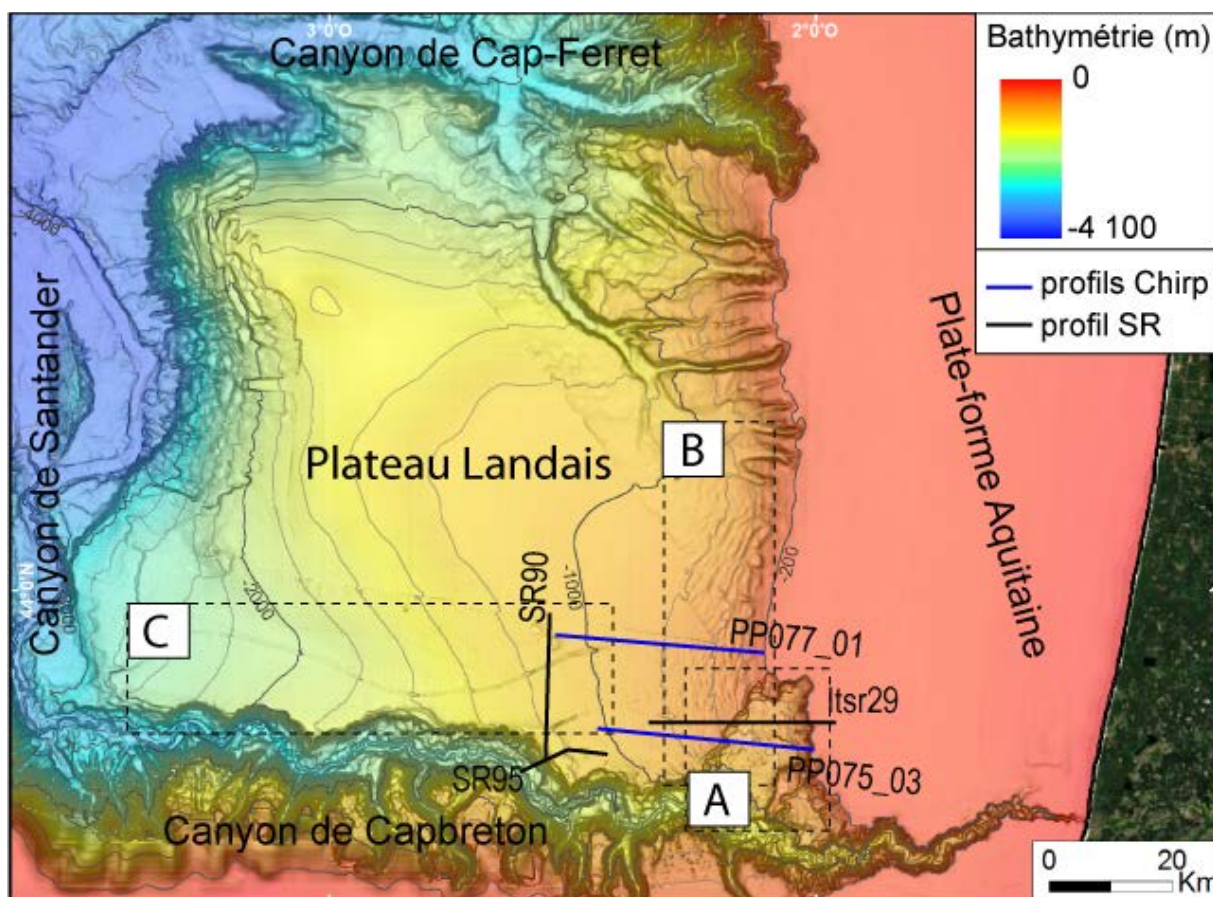 3°0'O
2°0'O
Canyon de Cap-Ferret
Bathymétrie (m)
0
-4 100
profils Chirp
profil SR
-4000
Canyon de Santander
Plate-forme Aquitaine
B
Plateau Landais
-200
44°0'N
SR90
-1000
-2000
C
PP077_01
ltsr29
SR95
PP075_03
A
Canyon de Capbreton
0 20
Km